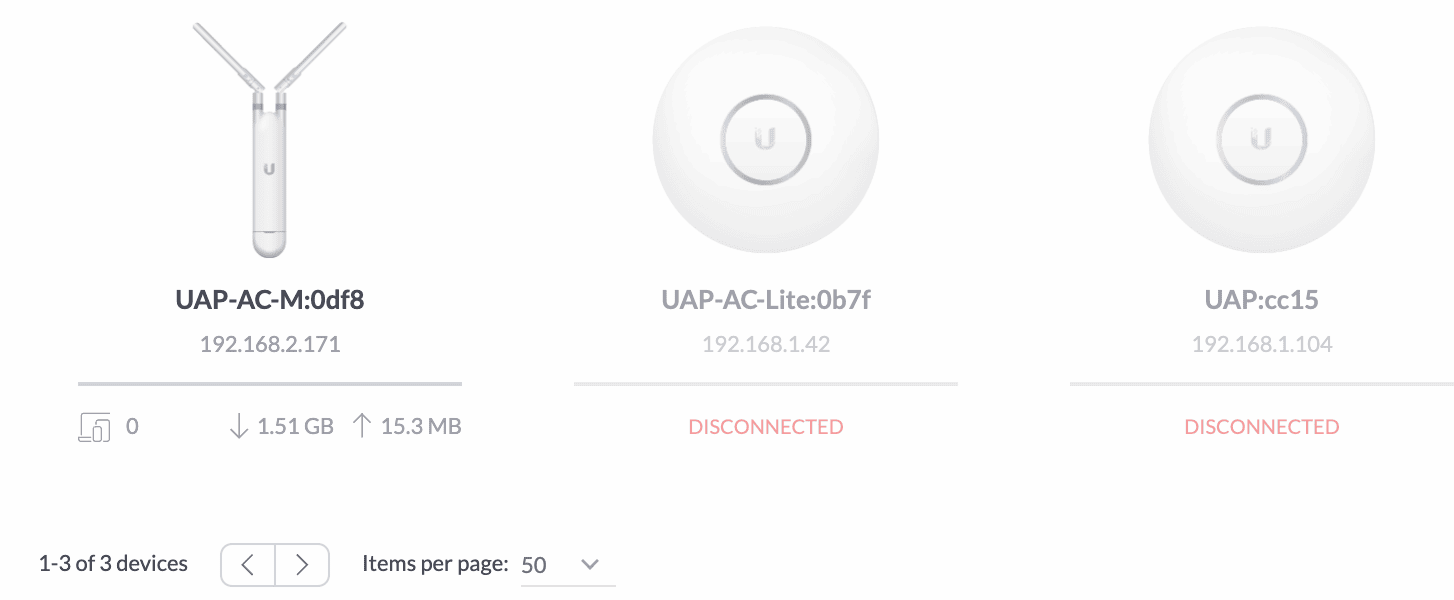 UAP-AC-M:0df8
192.168.2.171
0 1.51 GB 15.3 MB
UAP-AC-Lite:0b7f
192.168.1.42
DISCONNECTED
UAP:cc15
192.168.1.104
DISCONNECTED
1-3 of 3 devices
Items per page: 50